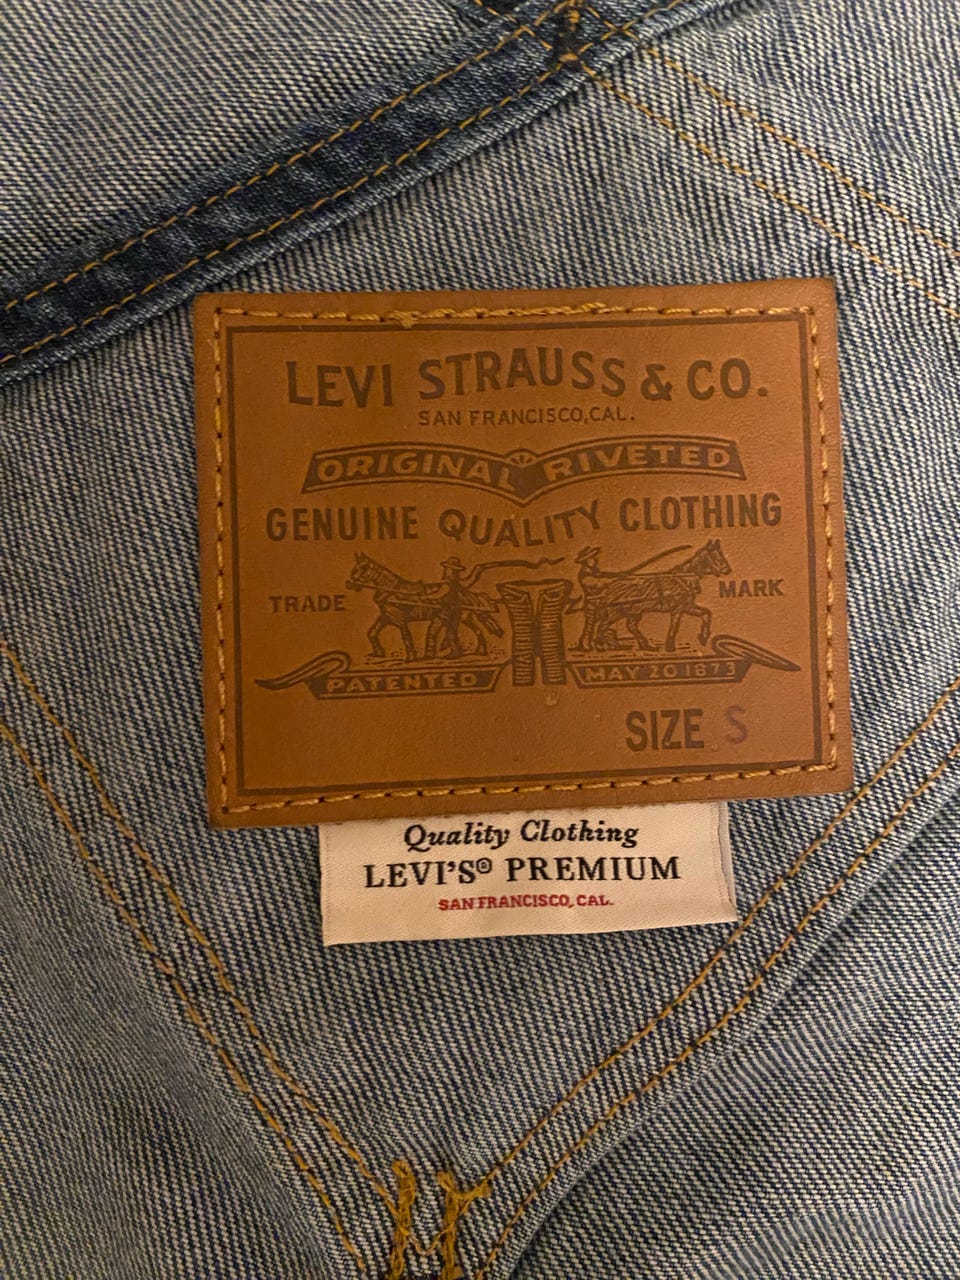 LEVI STRAUSS & CO.
SAN FRANCISCO, CAL.
ORIGINAL RIVETED
GENUINE QUALITY CLOTHING
TRADE MARK
PATENTED MAY 20 1873
SIZE S
Quality Clothing
LEVI'S® PREMIUM
SAN FRANCISCO, CAL.